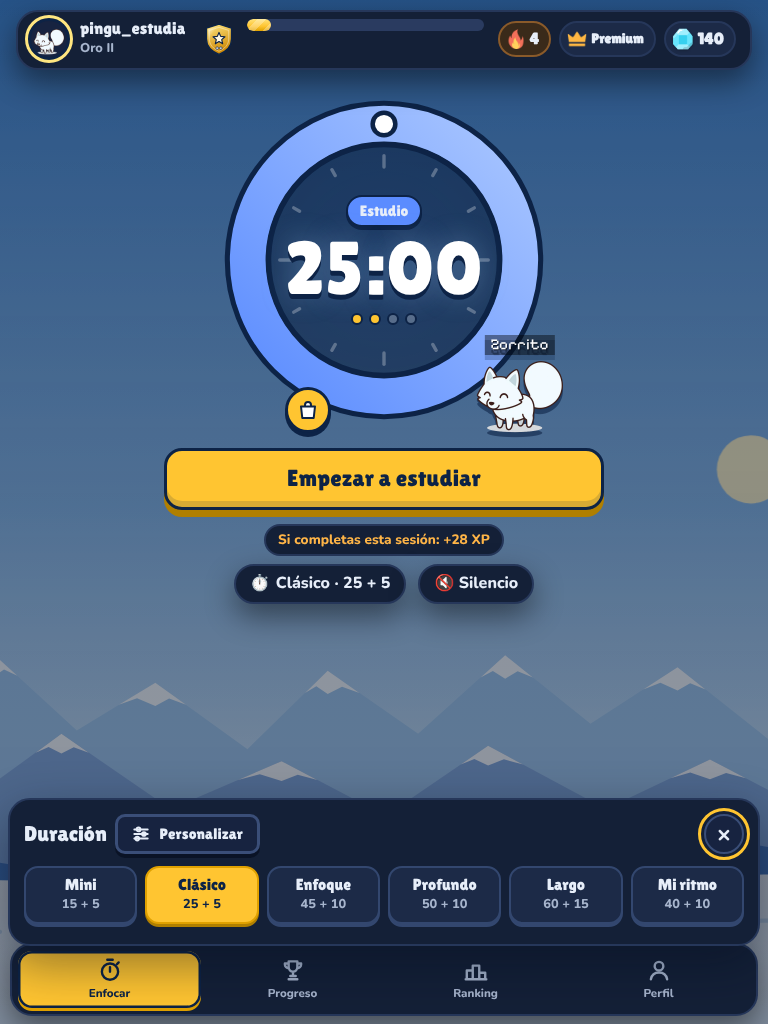 pingu_estudia
Oro II
4
Premium
140
Estudio
25:00
Zorrito
Empezar a estudiar
Si completas esta sesión: +28 XP
Clásico · 25 + 5
Silencio
Duración
Personalizar
Mini
15 + 5
Clásico
25 + 5
Enfoque
45 + 10
Profundo
50 + 10
Largo
60 + 15
Mi ritmo
40 + 10
Enfocar
Progreso
Ranking
Perfil